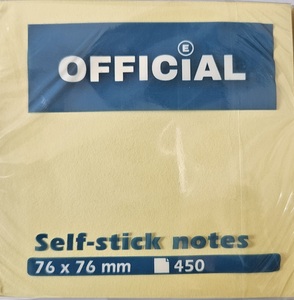 E
OFFICIAL
Self-stick notes
76 x 76 mm 450